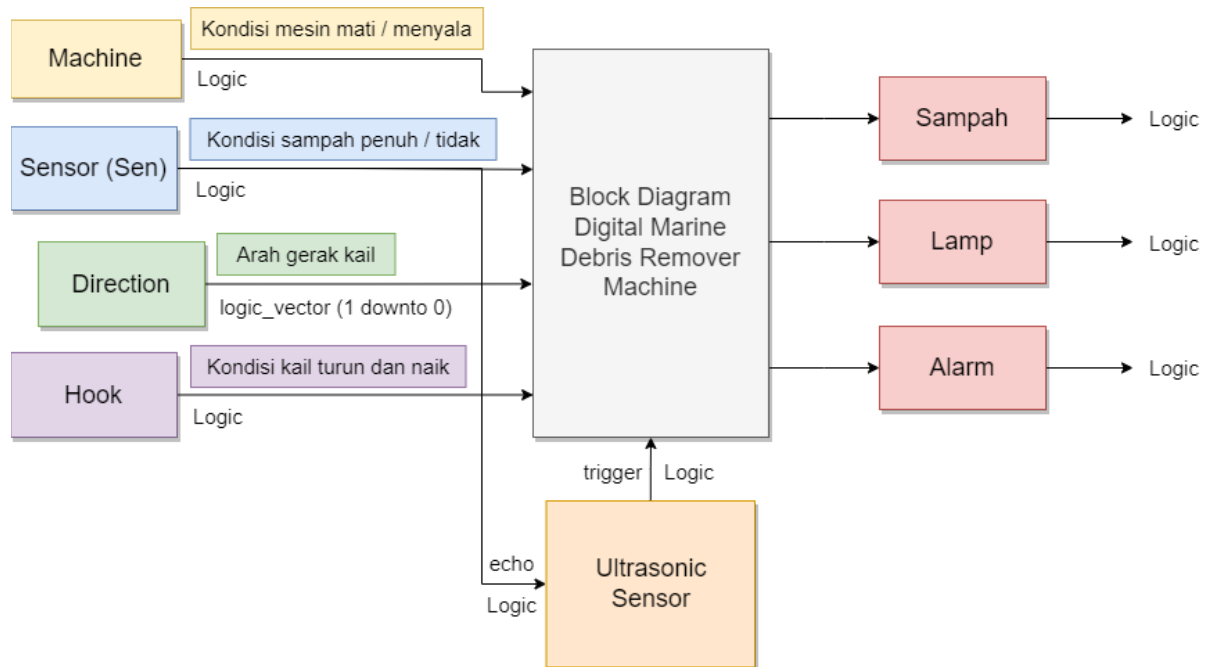 Machine
Kondisi mesin mati / menyala
Logic
Sensor (Sen)
Kondisi sampah penuh / tidak
Logic
Direction
Arah gerak kail
logic_vector (1 downto 0)
Hook
Kondisi kail turun dan naik
Logic
Block Diagram
Digital Marine
Debris Remover
Machine
Sampah
Logic
Lamp
Logic
Alarm
Logic
trigger
Logic
echo
Logic
Ultrasonic
Sensor